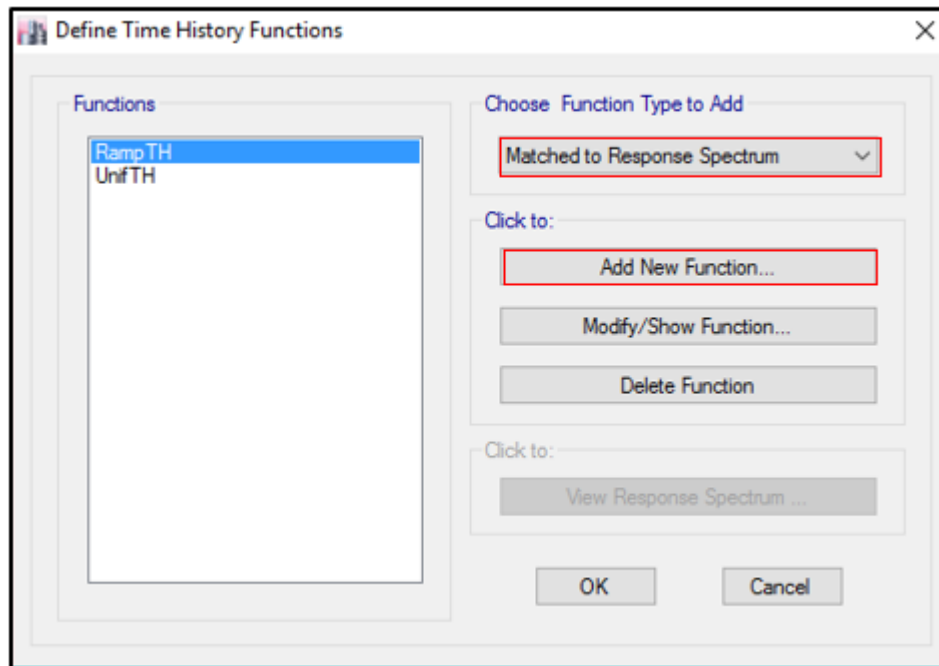 Define Time History Functions
Functions
RampTH
UnifTH
Choose Function Type to Add
Matched to Response Spectrum
Click to:
Add New Function...
Modify/Show Function...
Delete Function
Click to:
View Response Spectrum ...
OK
Cancel